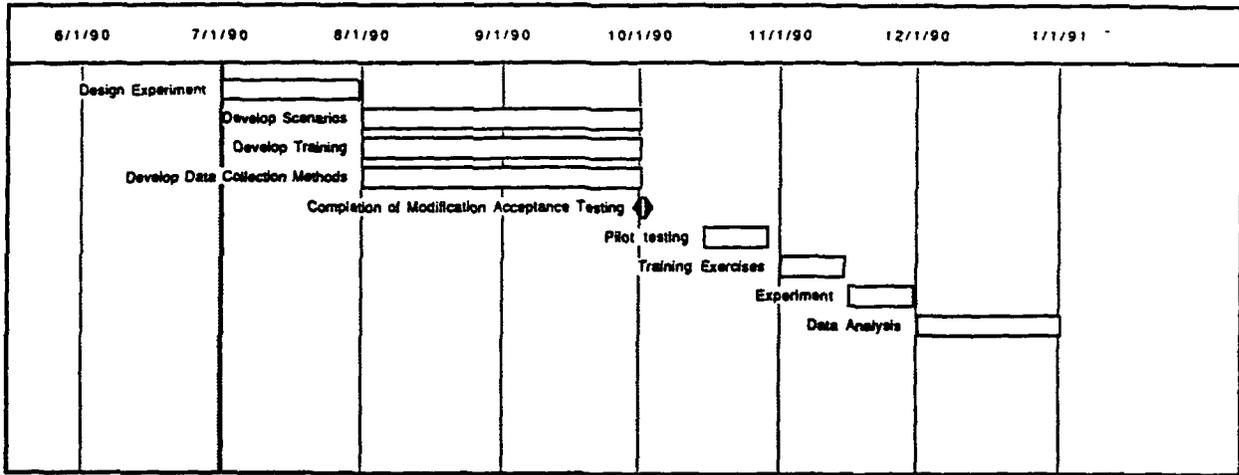 6/1/90 7/1/90 8/1/90 9/1/90 10/1/90 11/1/90 12/1/90 1/1/91
Design Experiment
Develop Scenarios
Develop Training
Develop Data Collection Methods
Completion of Modification Acceptance Testing
Pilot testing
Training Exercises
Experiment
Data Analysis